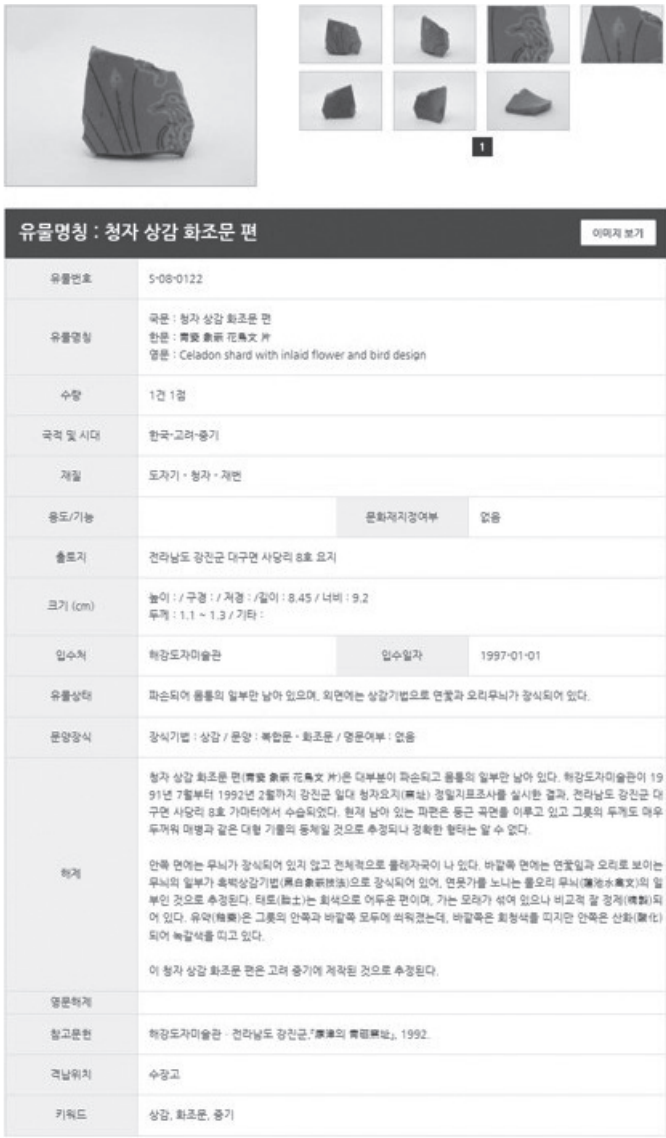 1
유물명칭 : 청자 상감 화조문 편
이미지 보기
유물번호
S-08-0122
유물명칭
국문 : 청자 상감 화조문 편
한문 : 靑瓷 象嵌 花鳥文 片
영문 : Celadon shard with inlaid flower and bird design
수량
1건 1점
국적 및 시대
한국-고려-중기
재질
도자기 - 청자 - 재번
용도/기능
문화재지정여부
없음
출토지
전라남도 강진군 대구면 사당리 8호 요지
크기 (cm)
높이 : / 구경 : / 저경 : /길이 : 8.45 / 너비 : 9.2
두께 : 1.1 ~ 1.3 / 기타 :
입수처
해강도자미술관
입수일자
1997-01-01
유물상태
파손되어 몸통의 일부만 남아 있으며, 외면에는 상감기법으로 연꽃과 오리무늬가 장식되어 있다.
문양장식
장식기법 : 상감 / 문양 : 복합문 - 화조문 / 명문여부 : 없음
해제
청자 상감 화조문 편(靑瓷 象嵌 花鳥文 片)은 대부분이 파손되고 몸통의 일부만 남아 있다. 해강도자미술관이 19
91년 7월부터 1992년 2월까지 강진군 일대 청자요지(窯址) 정밀지표조사를 실시한 결과, 전라남도 강진군 대
구면 사당리 8호 가마터에서 수습되었다. 현재 남아 있는 파편은 둥근 곡면을 이루고 있고 그릇의 두께도 매우
두꺼워 매병과 같은 대형 기물의 동체일 것으로 추정되나 정확한 형태는 알 수 없다.
안쪽 면에는 무늬가 장식되어 있지 않고 전체적으로 물레자국이 나 있다. 바깥쪽 면에는 연꽃잎과 오리로 보이는
무늬의 일부가 흑백상감기법(黑白象嵌技法)으로 장식되어 있어, 연못가를 노니는 물오리 무늬(蓮池水禽文)의 일
부인 것으로 추정된다. 태토(胎土)는 회색으로 어두운 편이며, 가는 모래가 섞여 있으나 비교적 잘 정제(精製)되
어 있다. 유약(釉藥)은 그릇의 안쪽과 바깥쪽 모두에 씌워졌는데, 바깥쪽은 회청색을 띠지만 안쪽은 산화(酸化)
되어 녹갈색을 띠고 있다.
이 청자 상감 화조문 편은 고려 중기에 제작된 것으로 추정된다.
영문해제
참고문헌
해강도자미술관 · 전라남도 강진군,『康津의 靑磁窯址』, 1992.
격납위치
수장고
키워드
상감, 화조문, 중기